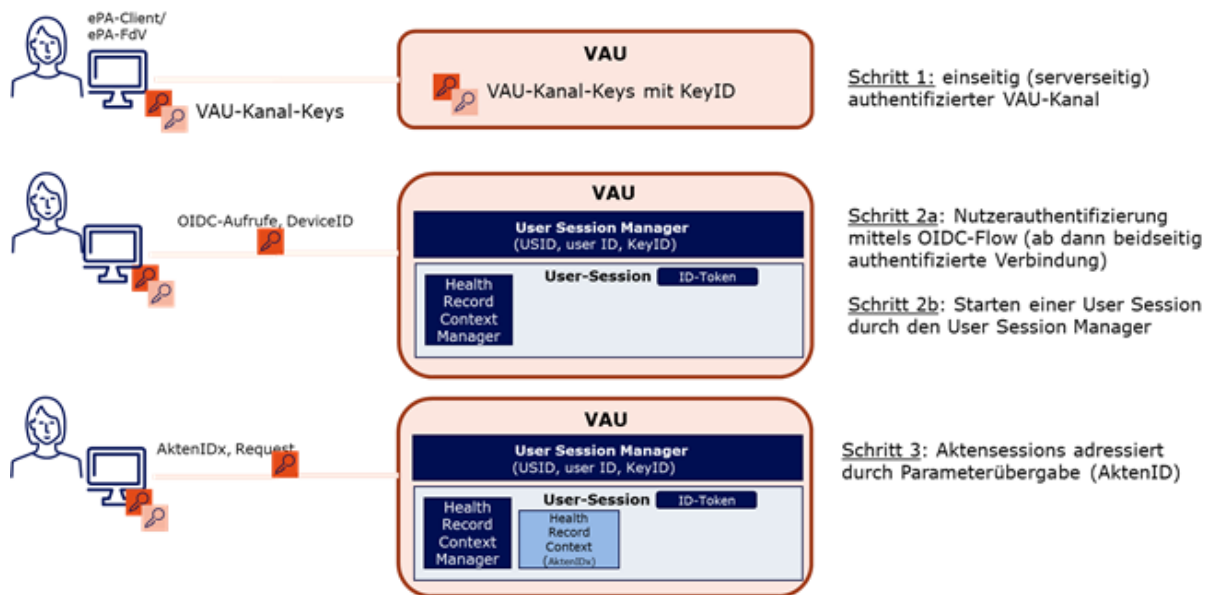 ePA-Client/
ePA-FdV
VAU-Kanal-Keys
VAU
VAU-Kanal-Keys mit KeyID
Schritt 1: einseitig (serverseitig)
authentifizierter VAU-Kanal
OIDC-Aufrufe, DeviceID
VAU
User Session Manager
(USID, user ID, KeyID)
User-Session
ID-Token
Health
Record
Context
Manager
Schritt 2a: Nutzerauthentifizierung
mittels OIDC-Flow (ab dann beidseitig
authentifizierte Verbindung)
Schritt 2b: Starten einer User Session
durch den User Session Manager
AktenIDx, Request
VAU
User Session Manager
(USID, user ID, KeyID)
User-Session
ID-Token
Health
Record
Context
Manager
Health
Record
Context
(AktenIDx)
Schritt 3: Aktensessions adressiert
durch Parameterübergabe (AktenID)